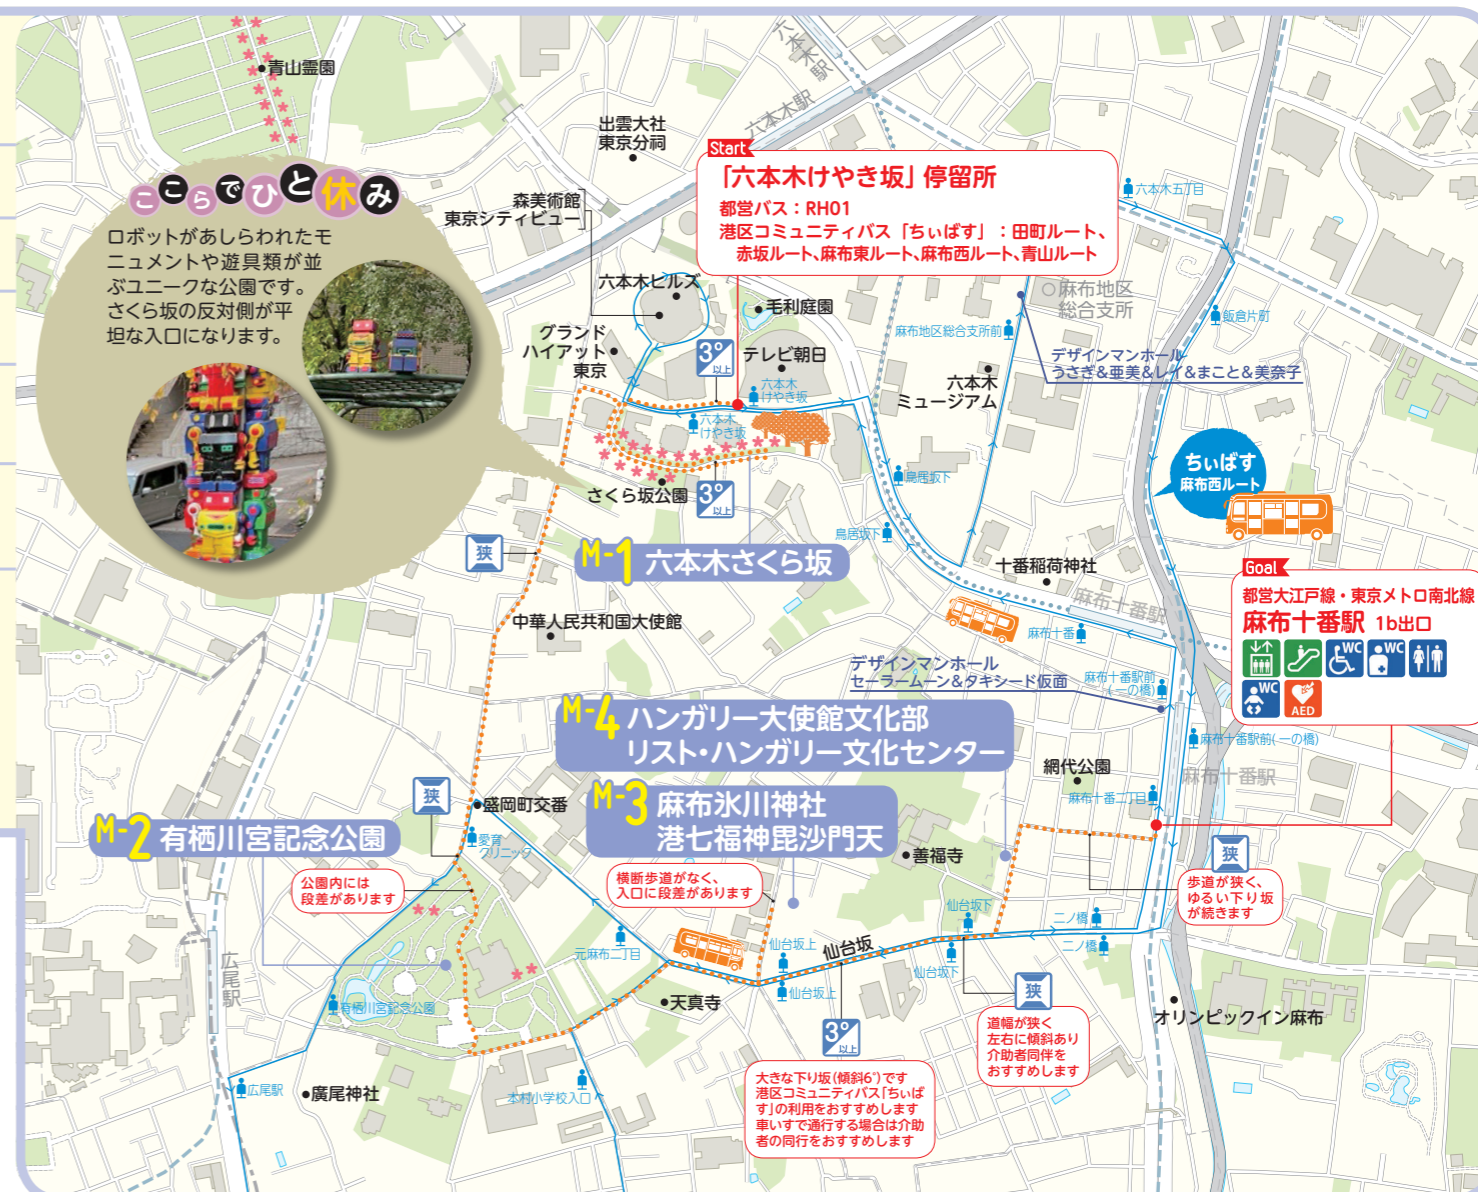 青山霊園
ここらでひと休み
ロボットがあしらわれたモ
ニュメントや遊具類が並
ぶユニークな公園です。
さくら坂の反対側が平
坦な入口になります。
出雲大社
東京分祠
六本木駅
六本木駅
森美術館
東京シティビュー
Start
「六本木けやき坂」停留所
都営バス：RH01
港区コミュニティバス「ちぃばす」：田町ルート、
赤坂ルート、麻布東ルート、麻布西ルート、青山ルート
六本木五丁目
六本木ヒルズ
毛利庭園
グランド
ハイアット
東京
3°
以上
テレビ朝日
六本木
けやき坂
六本木
けやき坂
麻布地区総合支所前
麻布地区
総合支所
飯倉片町
デザインマンホール
うさぎ&亜美&レイ&まこと&美奈子
六本木
ミュージアム
さくら坂公園
3°
以上
鳥居坂下
鳥居坂下
ちぃばす
麻布西ルート
狭
M-1 六本木さくら坂
十番稲荷神社
麻布十番駅
麻布十番
Goal
都営大江戸線・東京メトロ南北線
麻布十番駅 1b出口
WC
WC
WC
AED
中華人民共和国大使館
デザインマンホール
セーラームーン&タキシード仮面
麻布十番駅前
(一の橋)
麻布十番駅前(一の橋)
麻布十番駅
M-4 ハンガリー大使館文化部
リスト・ハンガリー文化センター
網代公園
麻布十番二丁目
狭
盛岡町交番
愛育
クリニック
M-3 麻布氷川神社
港七福神毘沙門天
M-2 有栖川宮記念公園
善福寺
狭
歩道が狭く、
ゆるい下り坂
が続きます
公園内には
段差があります
横断歩道がなく、
入口に段差があります
仙台坂下
仙台坂下
二ノ橋
二ノ橋
元麻布二丁目
仙台坂上
仙台坂上
仙台坂
広尾駅
有栖川宮記念公園
天真寺
狭
道幅が狭く
左右に傾斜あり
介助者同伴を
おすすめします
オリンピックイン麻布
3°
以上
大きな下り坂(傾斜6°)です
港区コミュニティバス「ちぃば
す」の利用をおすすめします
車いすで通行する場合は介助
者の同行をおすすめします
広尾駅
廣尾神社
本村小学校入口